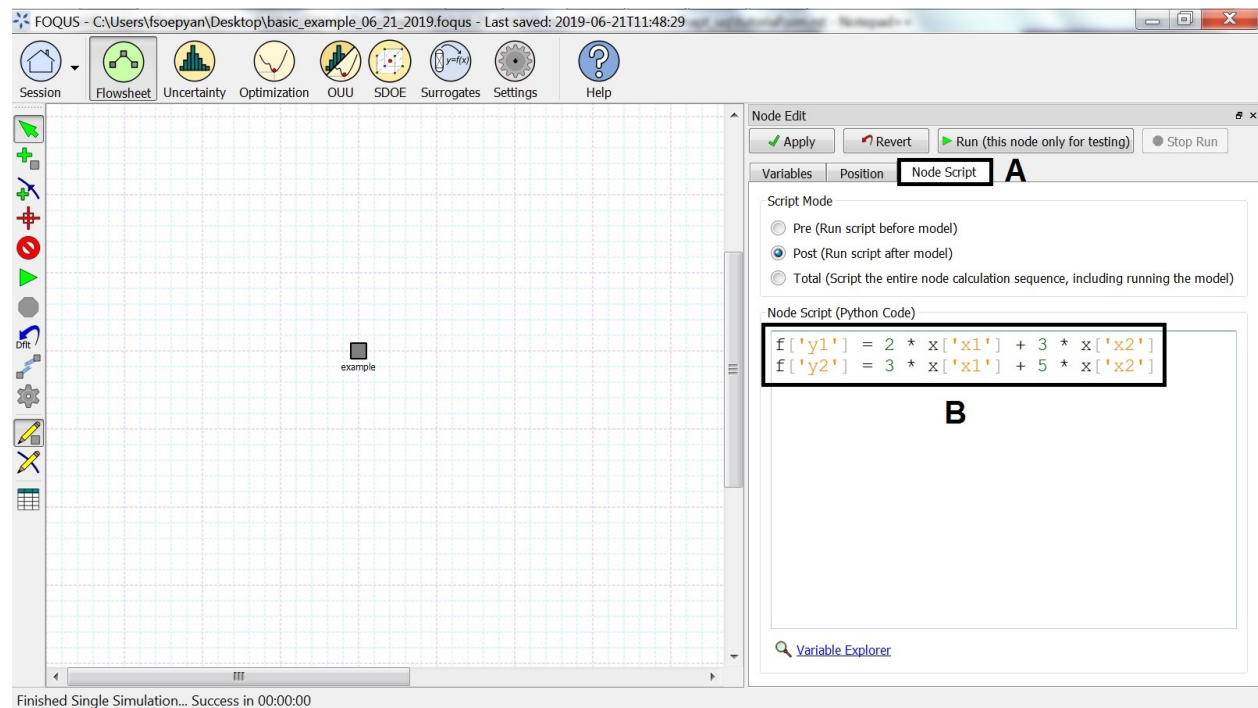 FOQUS - C:\Users\fsoepyan\Desktop\basic_example_06_21_2019.foqus - Last saved: 2019-06-21T11:48:29
y=f(x)
Session Flowsheet Uncertainty Optimization OUU SDOE Surrogates Settings Help
Dflt
example
Node Edit
Apply Revert Run (this node only for testing) Stop Run
Variables Position Node Script A
Script Mode
Pre (Run script before model)
Post (Run script after model)
Total (Script the entire node calculation sequence, including running the model)
Node Script (Python Code)
f['y1'] = 2 * x['x1'] + 3 * x['x2']
f['y2'] = 3 * x['x1'] + 5 * x['x2']
B
Variable Explorer
Finished Single Simulation... Success in 00:00:00